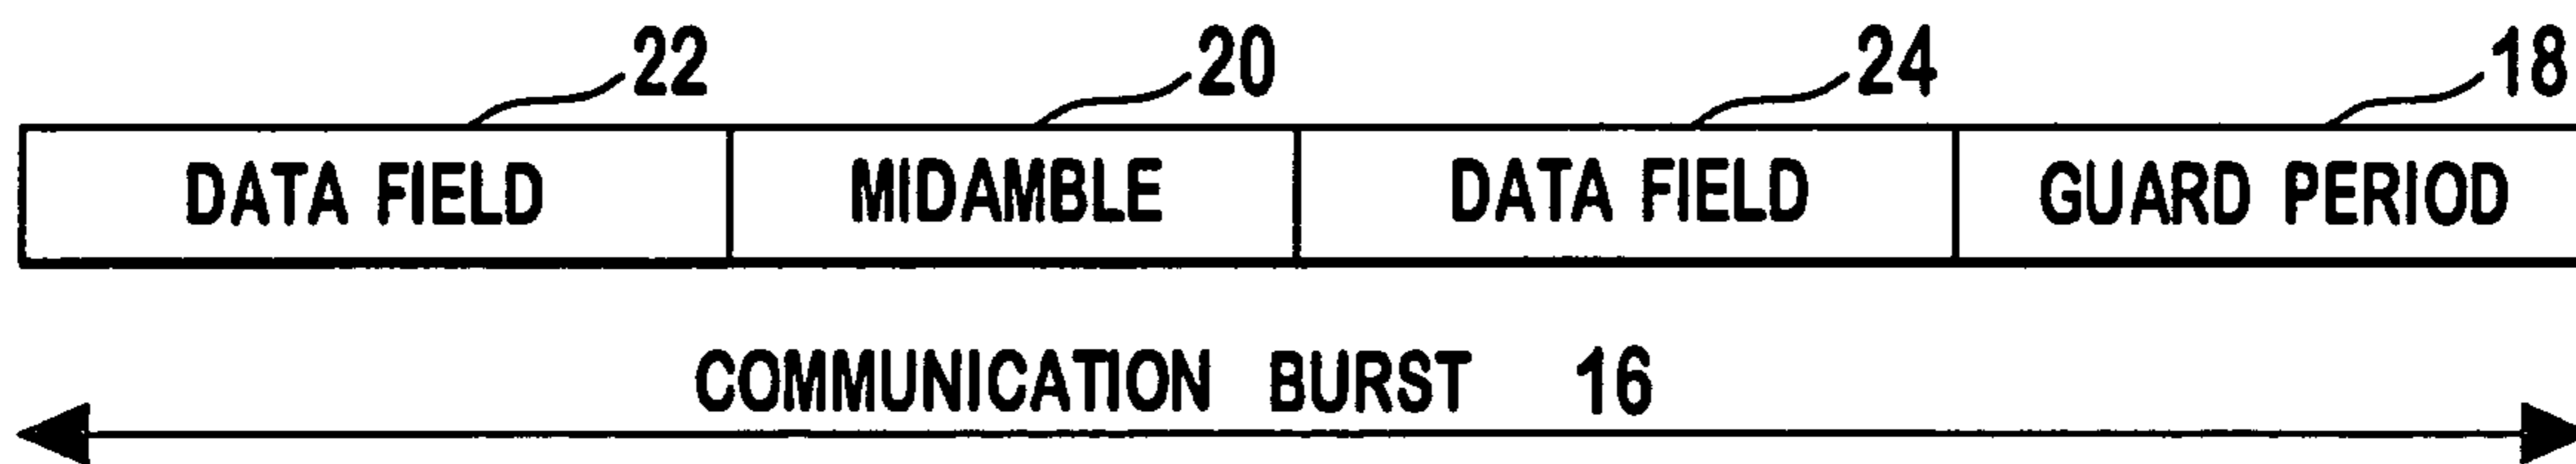 22 20 24 18
DATA FIELD MIDAMBLE DATA FIELD GUARD PERIOD
COMMUNICATION BURST 16